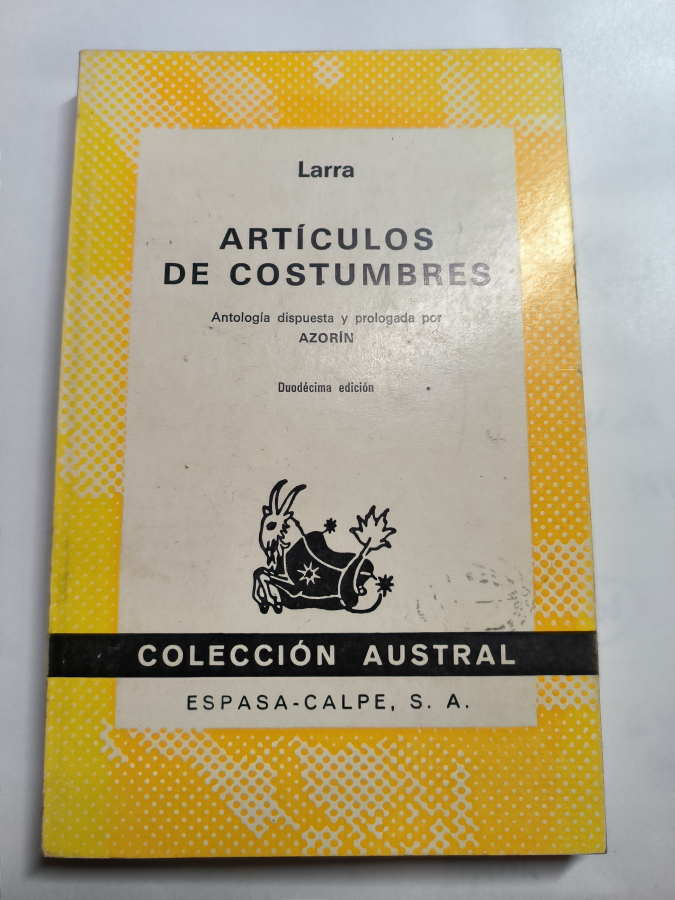 Larra
ARTÍCULOS
DE COSTUMBRES
Antología dispuesta y prologada por
AZORÍN
Duodécima edición
COLECCIÓN AUSTRAL
ESPASA-CALPE, S. A.